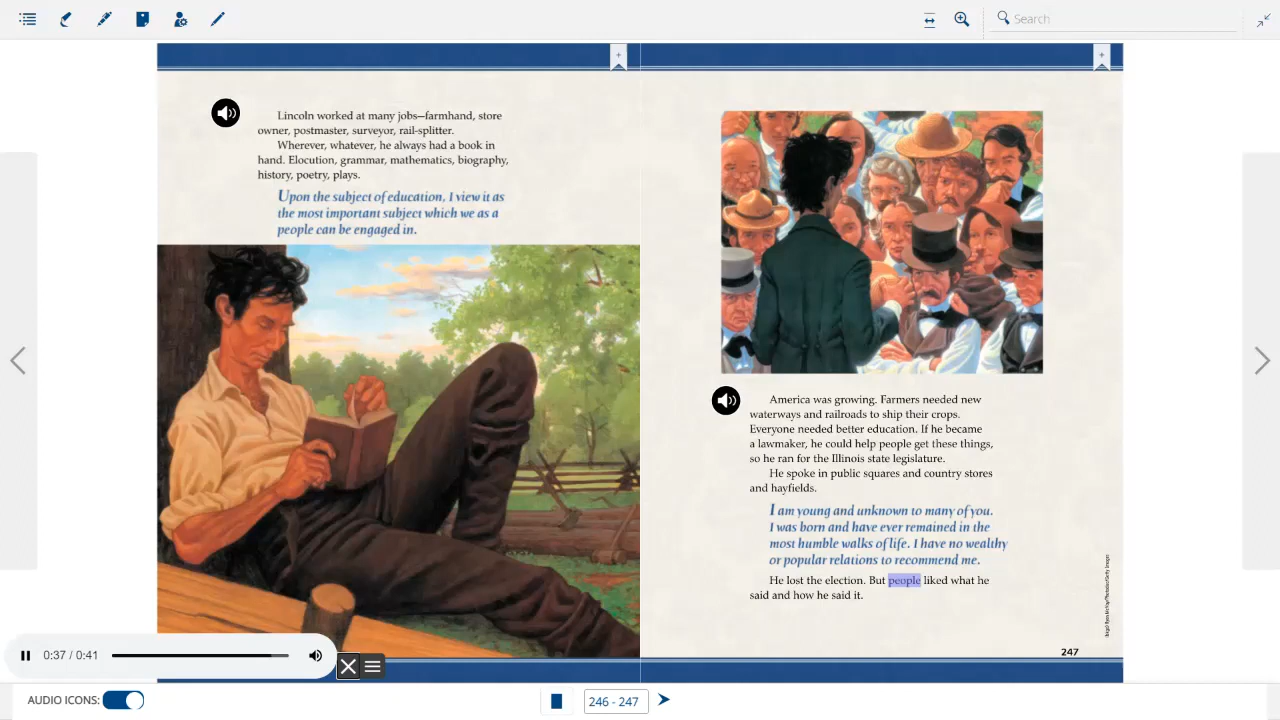 Search
Lincoln worked at many jobs—farmhand, store
owner, postmaster, surveyor, rail-splitter.
Wherever, whatever, he always had a book in
hand. Elocution, grammar, mathematics, biography,
history, poetry, plays.
Upon the subject of education, I view it as
the most important subject which we as a
people can be engaged in.
America was growing. Farmers needed new
waterways and railroads to ship their crops.
Everyone needed better education. If he became
a lawmaker, he could help people get these things,
so he ran for the Illinois state legislature.
He spoke in public squares and country stores
and hayfields.
I am young and unknown to many of you.
I was born and have ever remained in the
most humble walks of life. I have no wealthy
or popular relations to recommend me.
He lost the election. But people liked what he
said and how he said it.
247
0:37 / 0:41
AUDIO ICONS:
246 - 247